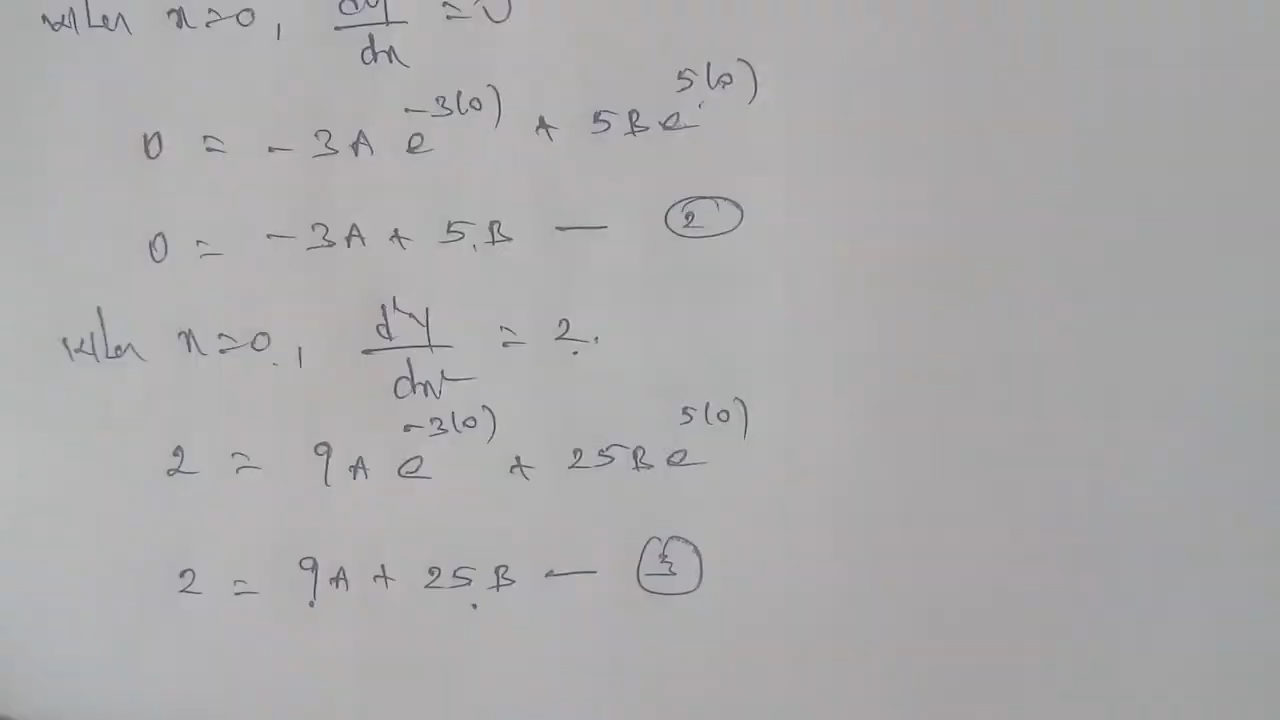 when x=0, dy/dx = 0
0 = -3A e^{-3(0)} + 5B e^{5(0)}
0 = -3A + 5B — ②
when x=0, d²y/dx² = 2.
2 = 9A e^{-3(0)} + 25B e^{5(0)}
2 = 9A + 25B — ③